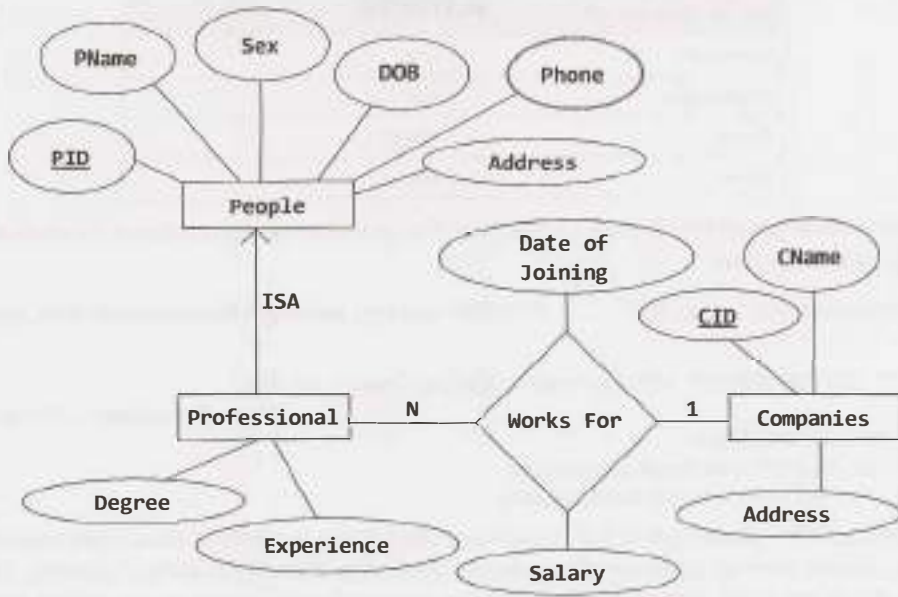 Sex
PName
DOB
Phone
PID
Address
People
Date of
Joining
CName
ISA
CID
Professional
N
Works For
1
Companies
Degree
Address
Experience
Salary